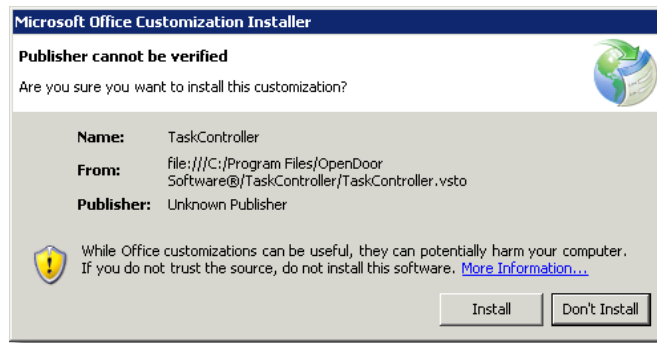 Microsoft Office Customization Installer
Publisher cannot be verified
Are you sure you want to install this customization?
Name: TaskController
From: file:///C:/Program Files/OpenDoor
Software®/TaskController/TaskController.vsto
Publisher: Unknown Publisher
While Office customizations can be useful, they can potentially harm your computer.
If you do not trust the source, do not install this software. More Information...
Install Don't Install